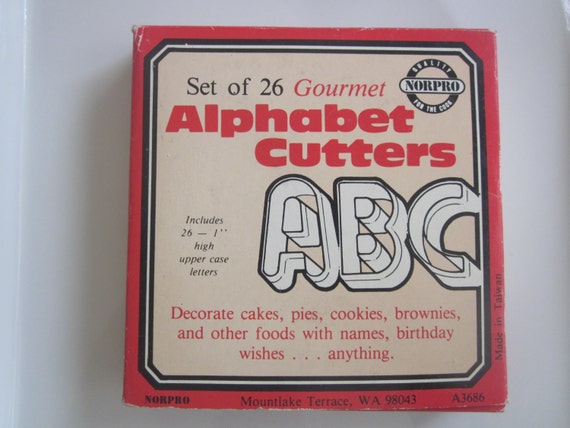 Set of 26 Gourmet
QUALITY
NORPRO
FOR THE COOK
Alphabet
Cutters
ABC
Includes
26 — 1''
high
upper case
letters
Decorate cakes, pies, cookies, brownies,
and other foods with names, birthday
wishes . . . anything.
Made in Taiwan
NORPRO Mountlake Terrace, WA 98043 A3686